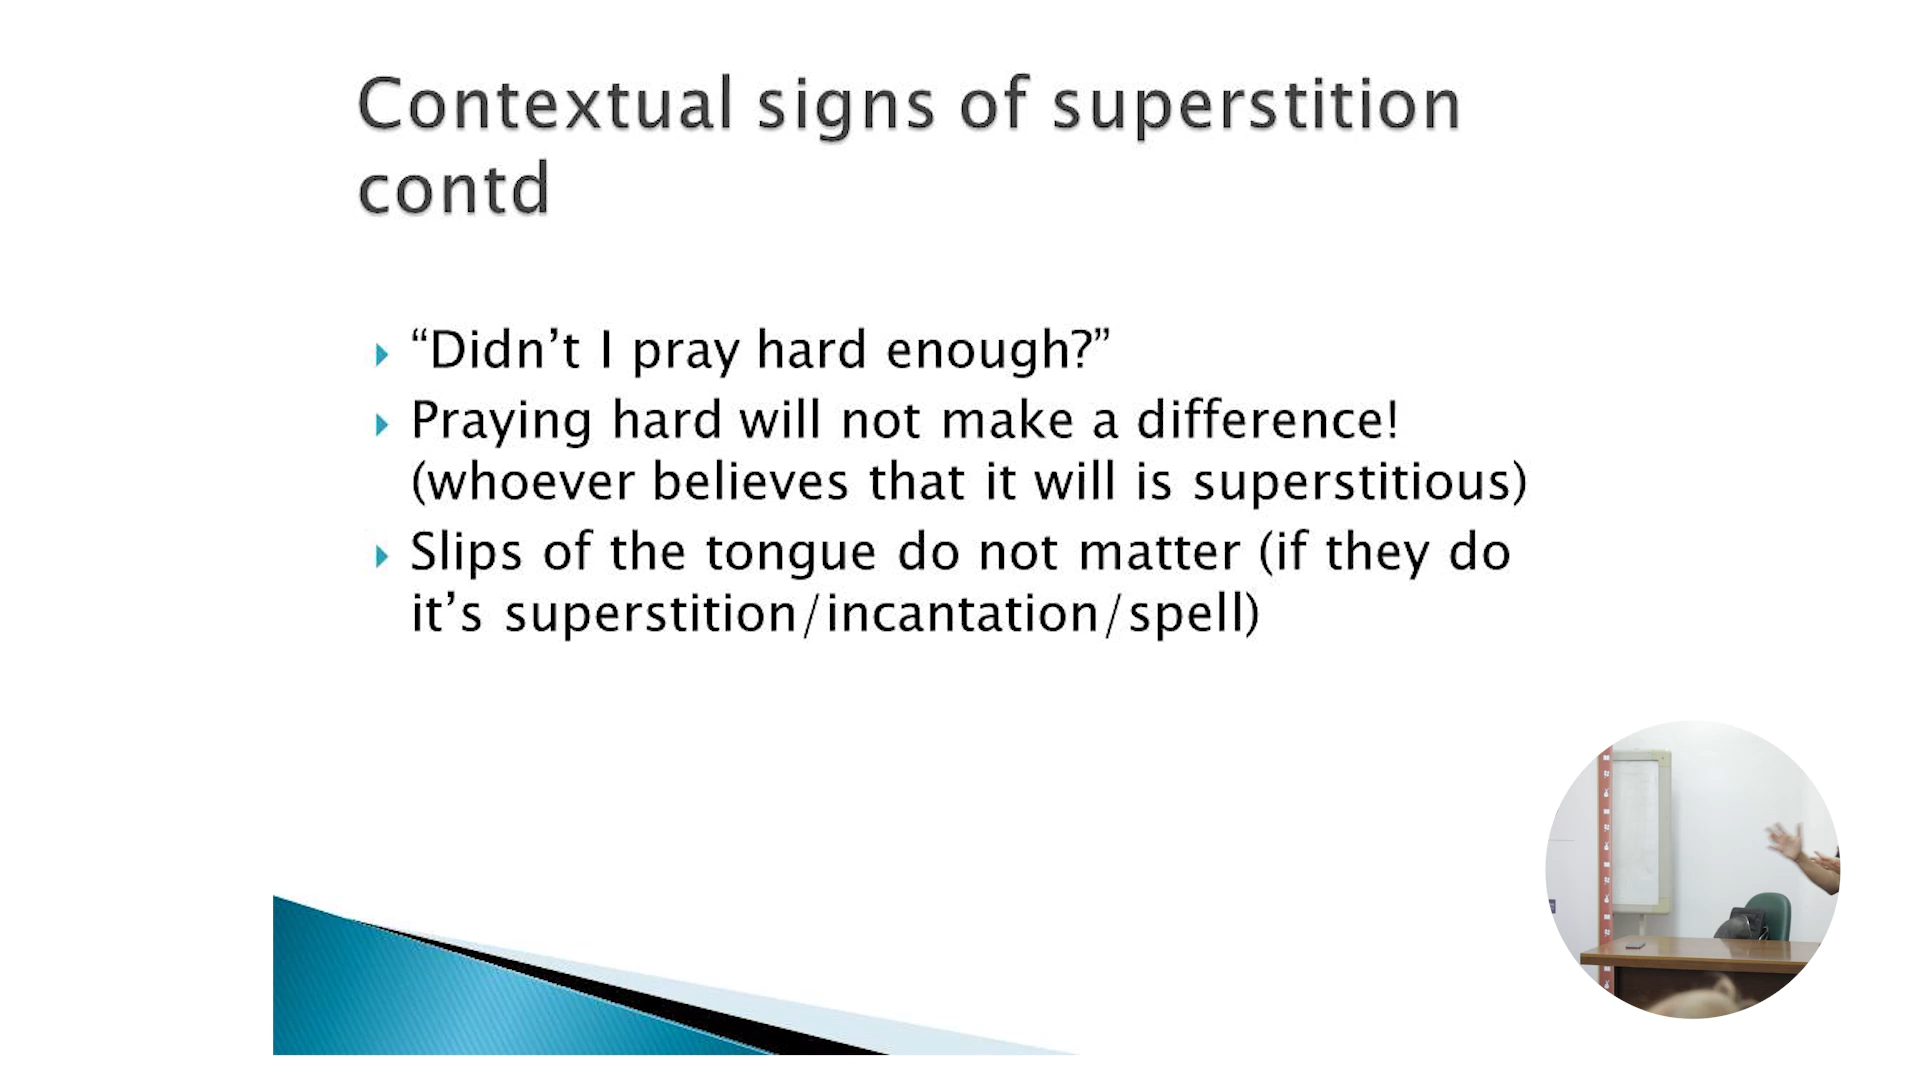 Contextual signs of superstition
contd
“Didn’t I pray hard enough?”
Praying hard will not make a difference!
(whoever believes that it will is superstitious)
Slips of the tongue do not matter (if they do
it’s superstition/incantation/spell)